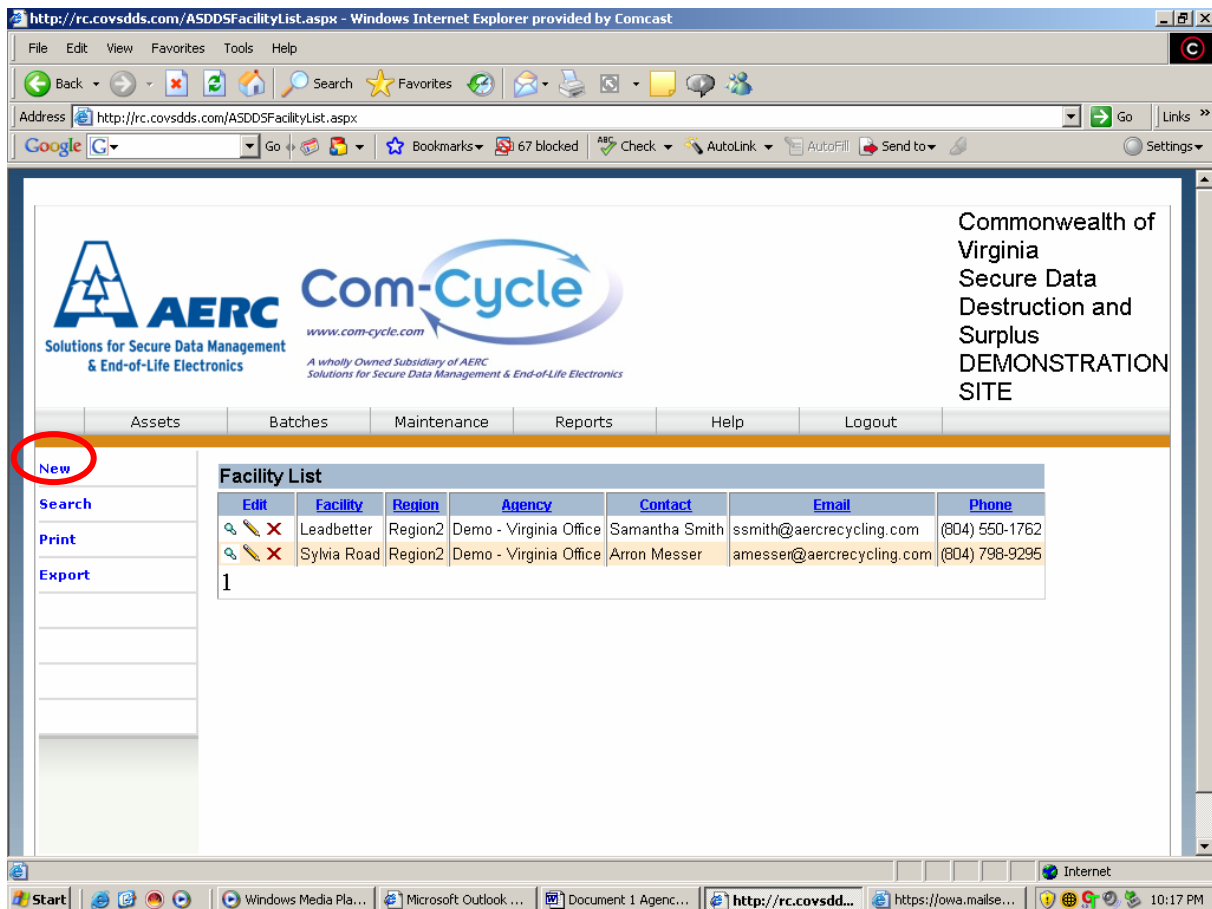 http://rc.covsdds.com/ASDDSFacilityList.aspx - Windows Internet Explorer provided by Comcast
File Edit View Favorites Tools Help
Back Search Favorites
Address http://rc.covsdds.com/ASDDSFacilityList.aspx Go Links »
Google G Go Bookmarks 67 blocked ABC Check AutoLink AutoFill Send to Settings
Commonwealth of
Virginia
Secure Data
Destruction and
Surplus
DEMONSTRATION
SITE
AERC
Solutions for Secure Data Management
& End-of-Life Electronics
Com-Cycle
www.com-cycle.com
A wholly Owned Subsidiary of AERC
Solutions for Secure Data Management & End-of-Life Electronics
Assets Batches Maintenance Reports Help Logout
New
Search
Print
Export
Facility List
Edit Facility Region Agency Contact Email Phone
Leadbetter Region2 Demo - Virginia Office Samantha Smith ssmith@aercrecycling.com (804) 550-1762
Sylvia Road Region2 Demo - Virginia Office Arron Messer amesser@aercrecycling.com (804) 798-9295
1
Internet
Start Windows Media Pla... Microsoft Outlook ... Document 1 Agenc... http://rc.covsdd... https://owa.mailse... 10:17 PM